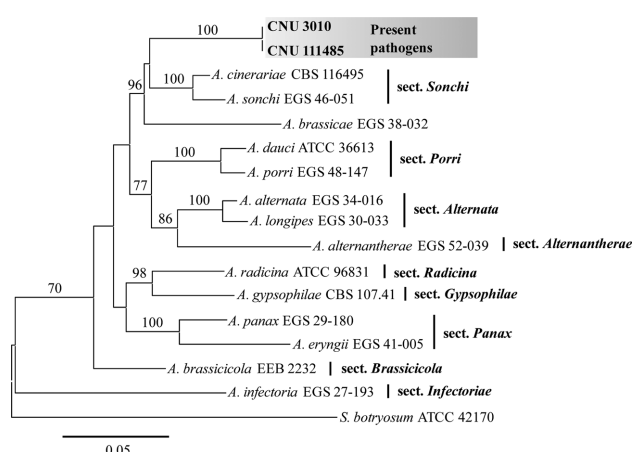 100 CNU 3010 Present
CNU 111485 pathogens
100 A. cinerariae CBS 116495
96 sect. Sonchi
A. sonchi EGS 46-051
A. brassicae EGS 38-032
100 A. dauci ATCC 36613
sect. Porri
A. porri EGS 48-147
77
100 A. alternata EGS 34-016
sect. Alternata
A. longipes EGS 30-033
86
A. alternantherae EGS 52-039 sect. Alternantherae
98 A. radicina ATCC 96831 sect. Radicina
A. gypsophilae CBS 107.41 sect. Gypsophilae
70
100 A. panax EGS 29-180
sect. Panax
A. eryngii EGS 41-005
A. brassicicola EEB 2232 sect. Brassicicola
A. infectoria EGS 27-193 sect. Infectoriae
S. botryosum ATCC 42170
0.05